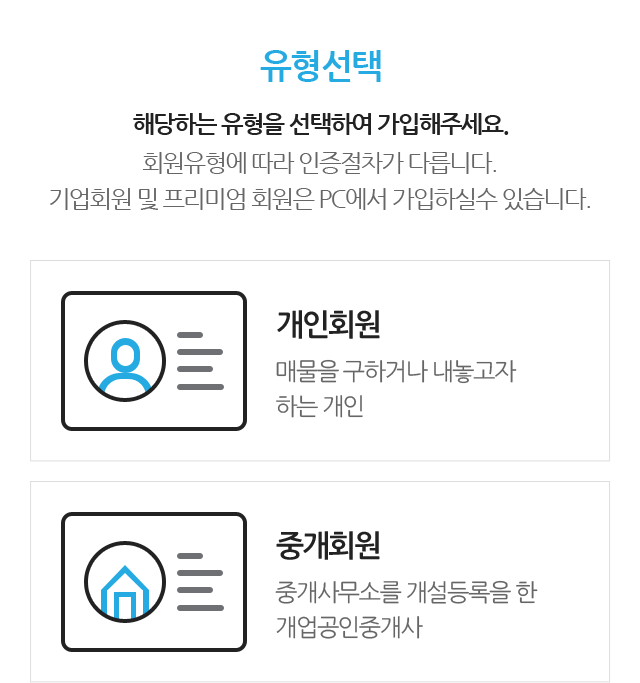 유형선택
해당하는 유형을 선택하여 가입해주세요.
회원유형에 따라 인증절차가 다릅니다.
기업회원 및 프리미엄 회원은 PC에서 가입하실수 있습니다.
개인회원
매물을 구하거나 내놓고자
하는 개인
중개회원
중개사무소를 개설등록을 한
개업공인중개사